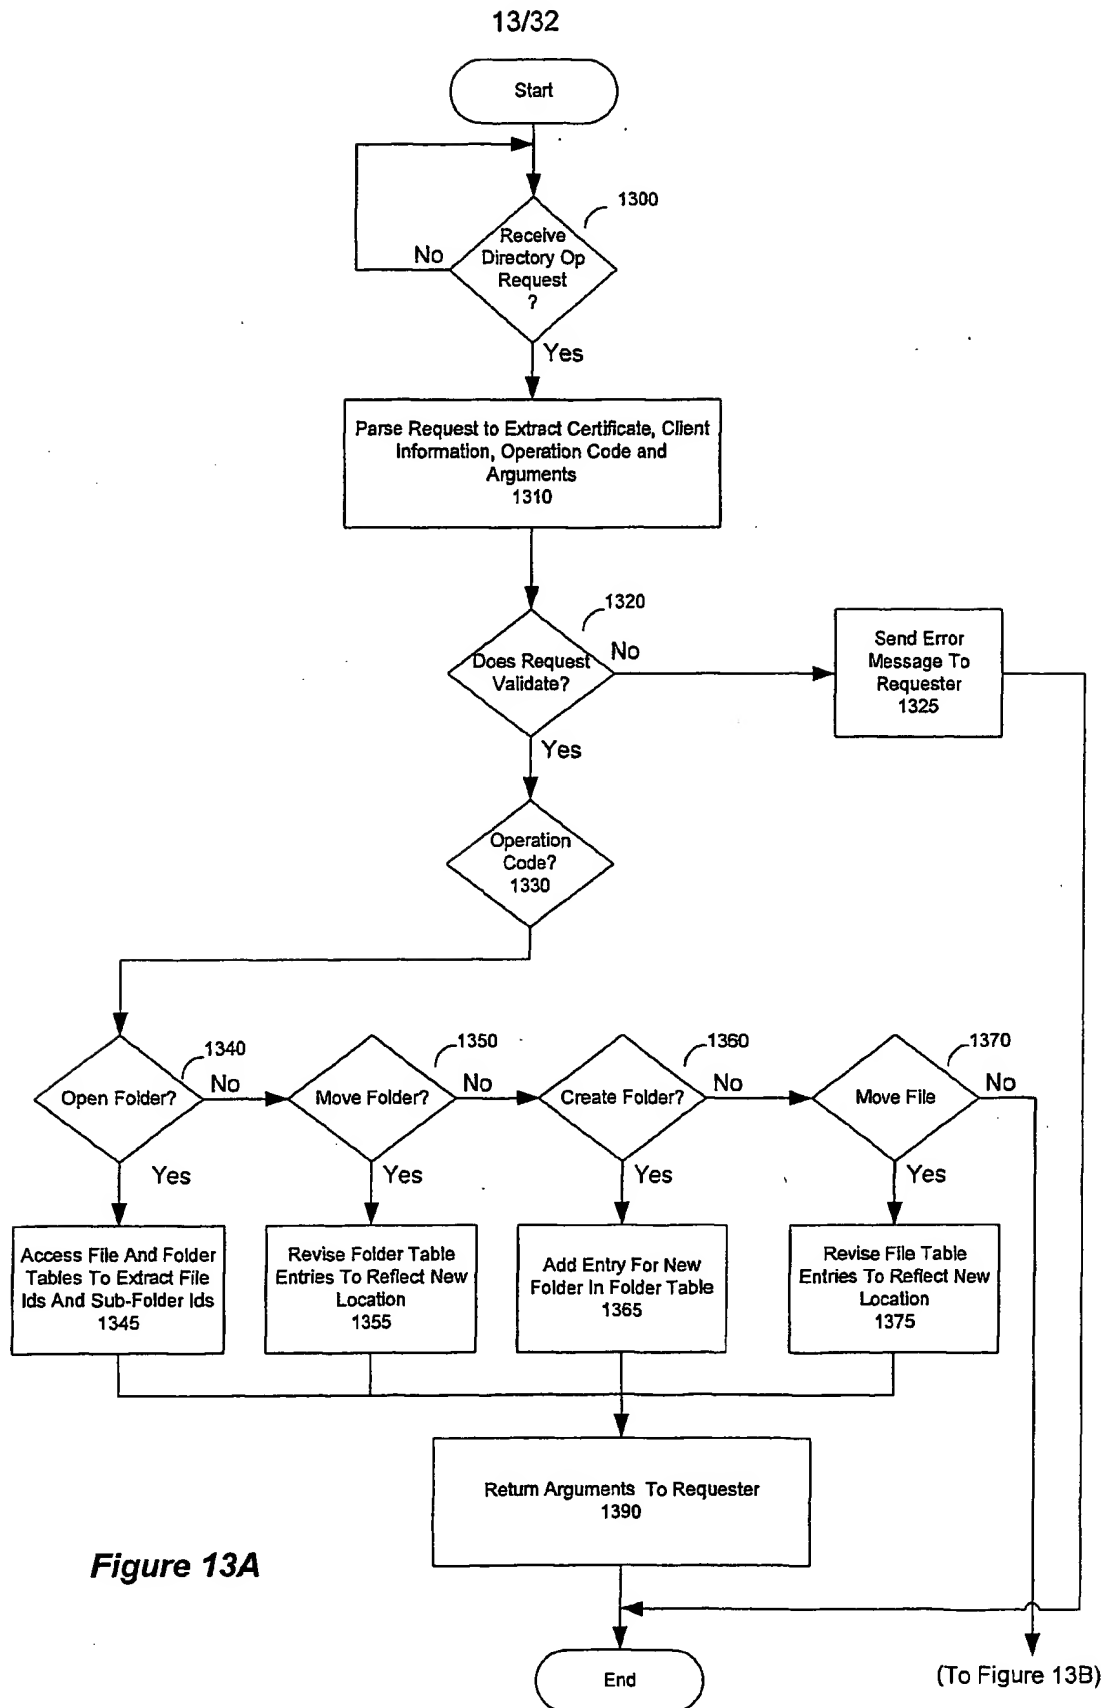 13/32
Start
1300
Receive
Directory Op
Request
?
No
Yes
Parse Request to Extract Certificate, Client
Information, Operation Code and
Arguments
1310
1320
Does Request
Validate?
No
Send Error
Message To
Requester
1325
Yes
Operation
Code?
1330
1340
Open Folder?
No
1350
Move Folder?
No
1360
Create Folder?
No
1370
Move File
No
Yes
Yes
Yes
Yes
Access File And Folder
Tables To Extract File
Ids And Sub-Folder Ids
1345
Revise Folder Table
Entries To Reflect New
Location
1355
Add Entry For New
Folder In Folder Table
1365
Revise File Table
Entries To Reflect New
Location
1375
Return Arguments To Requester
1390
Figure 13A
End
(To Figure 13B)